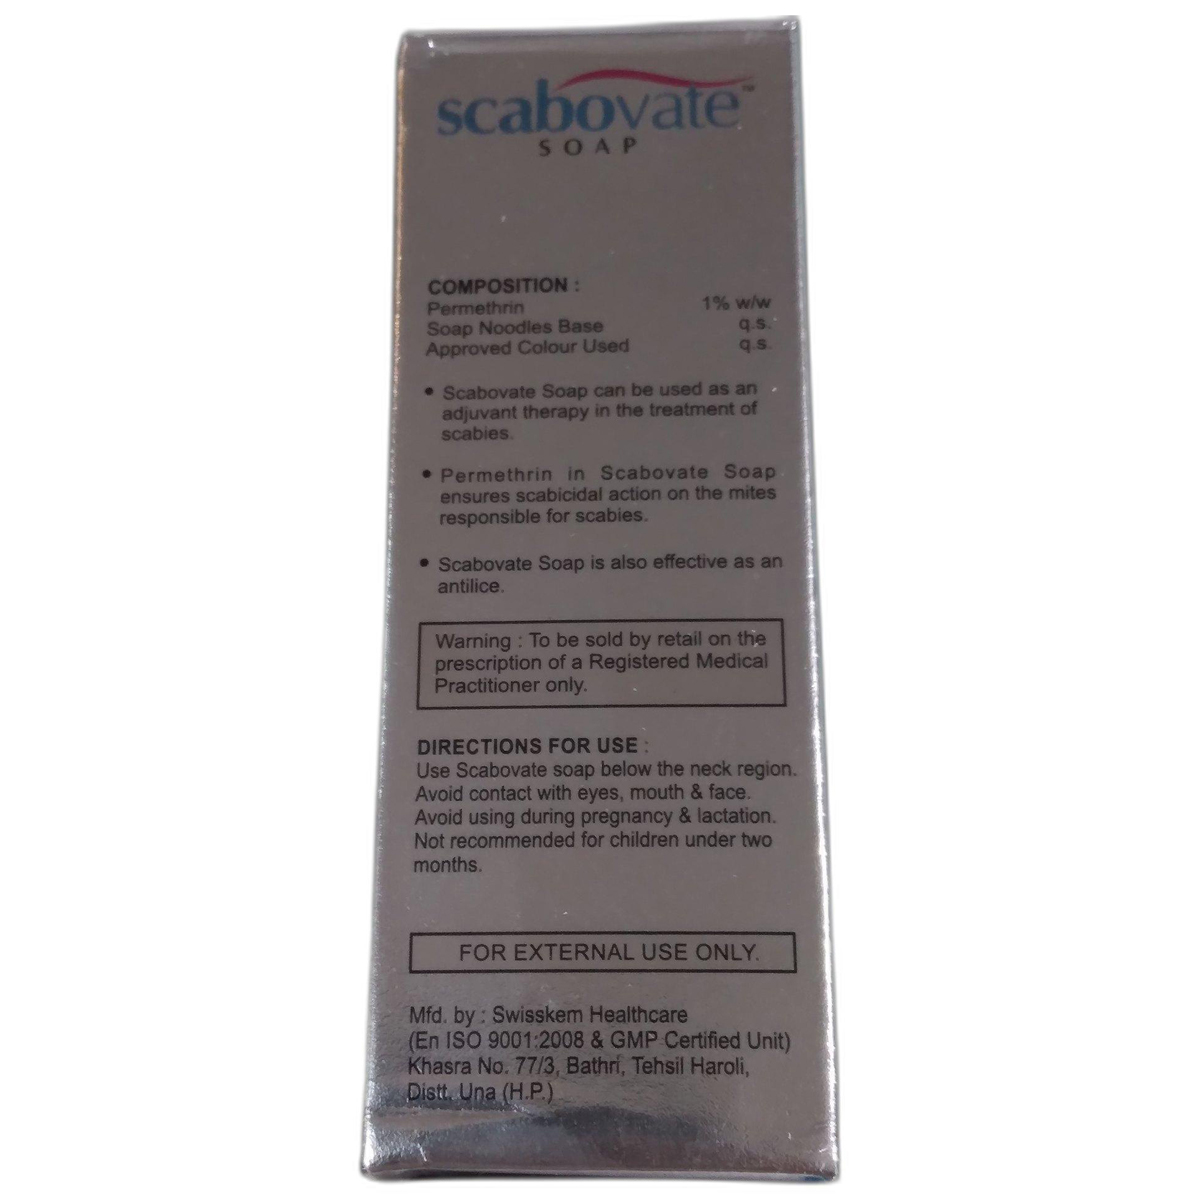 scabovate™
SOAP
COMPOSITION :
Permethrin 1% w/w
Soap Noodles Base q.s.
Approved Colour Used q.s.
• Scabovate Soap can be used as an
adjuvant therapy in the treatment of
scabies.
• Permethrin in Scabovate Soap
ensures scabicidal action on the mites
responsible for scabies.
• Scabovate Soap is also effective as an
antilice.
Warning : To be sold by retail on the
prescription of a Registered Medical
Practitioner only.
DIRECTIONS FOR USE :
Use Scabovate soap below the neck region.
Avoid contact with eyes, mouth & face.
Avoid using during pregnancy & lactation.
Not recommended for children under two
months.
FOR EXTERNAL USE ONLY.
Mfd. by : Swisskem Healthcare
(En ISO 9001:2008 & GMP Certified Unit)
Khasra No. 77/3, Bathri, Tehsil Haroli,
Distt. Una (H.P.)